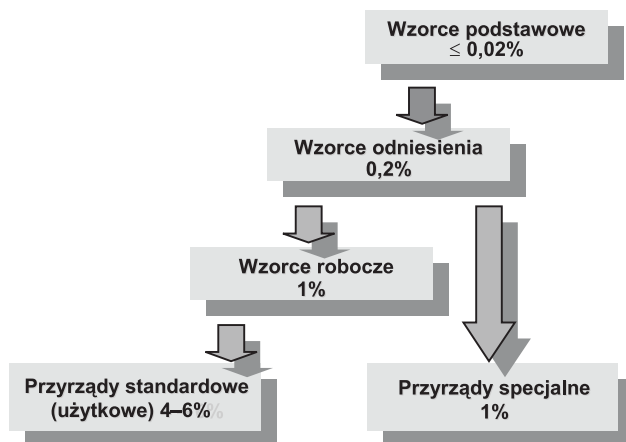 Wzorce podstawowe
≤ 0,02%
Wzorce odniesienia
0,2%
Wzorce robocze
1%
Przyrządy standardowe
(użytkowe) 4–6%
Przyrządy specjalne
1%